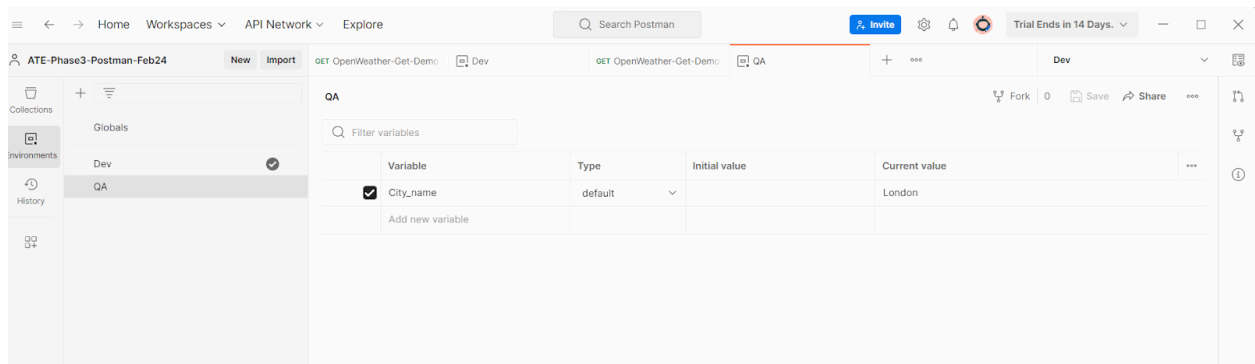 Home Workspaces API Network Explore Search Postman Invite Trial Ends in 14 Days.
ATE-Phase3-Postman-Feb24 New Import GET OpenWeather-Get-Demo Dev GET OpenWeather-Get-Demo QA Dev
Collections
Environments
History
Globals
Dev
QA
QA Fork 0 Save Share
Filter variables
Variable Type Initial value Current value
City_name default London
Add new variable